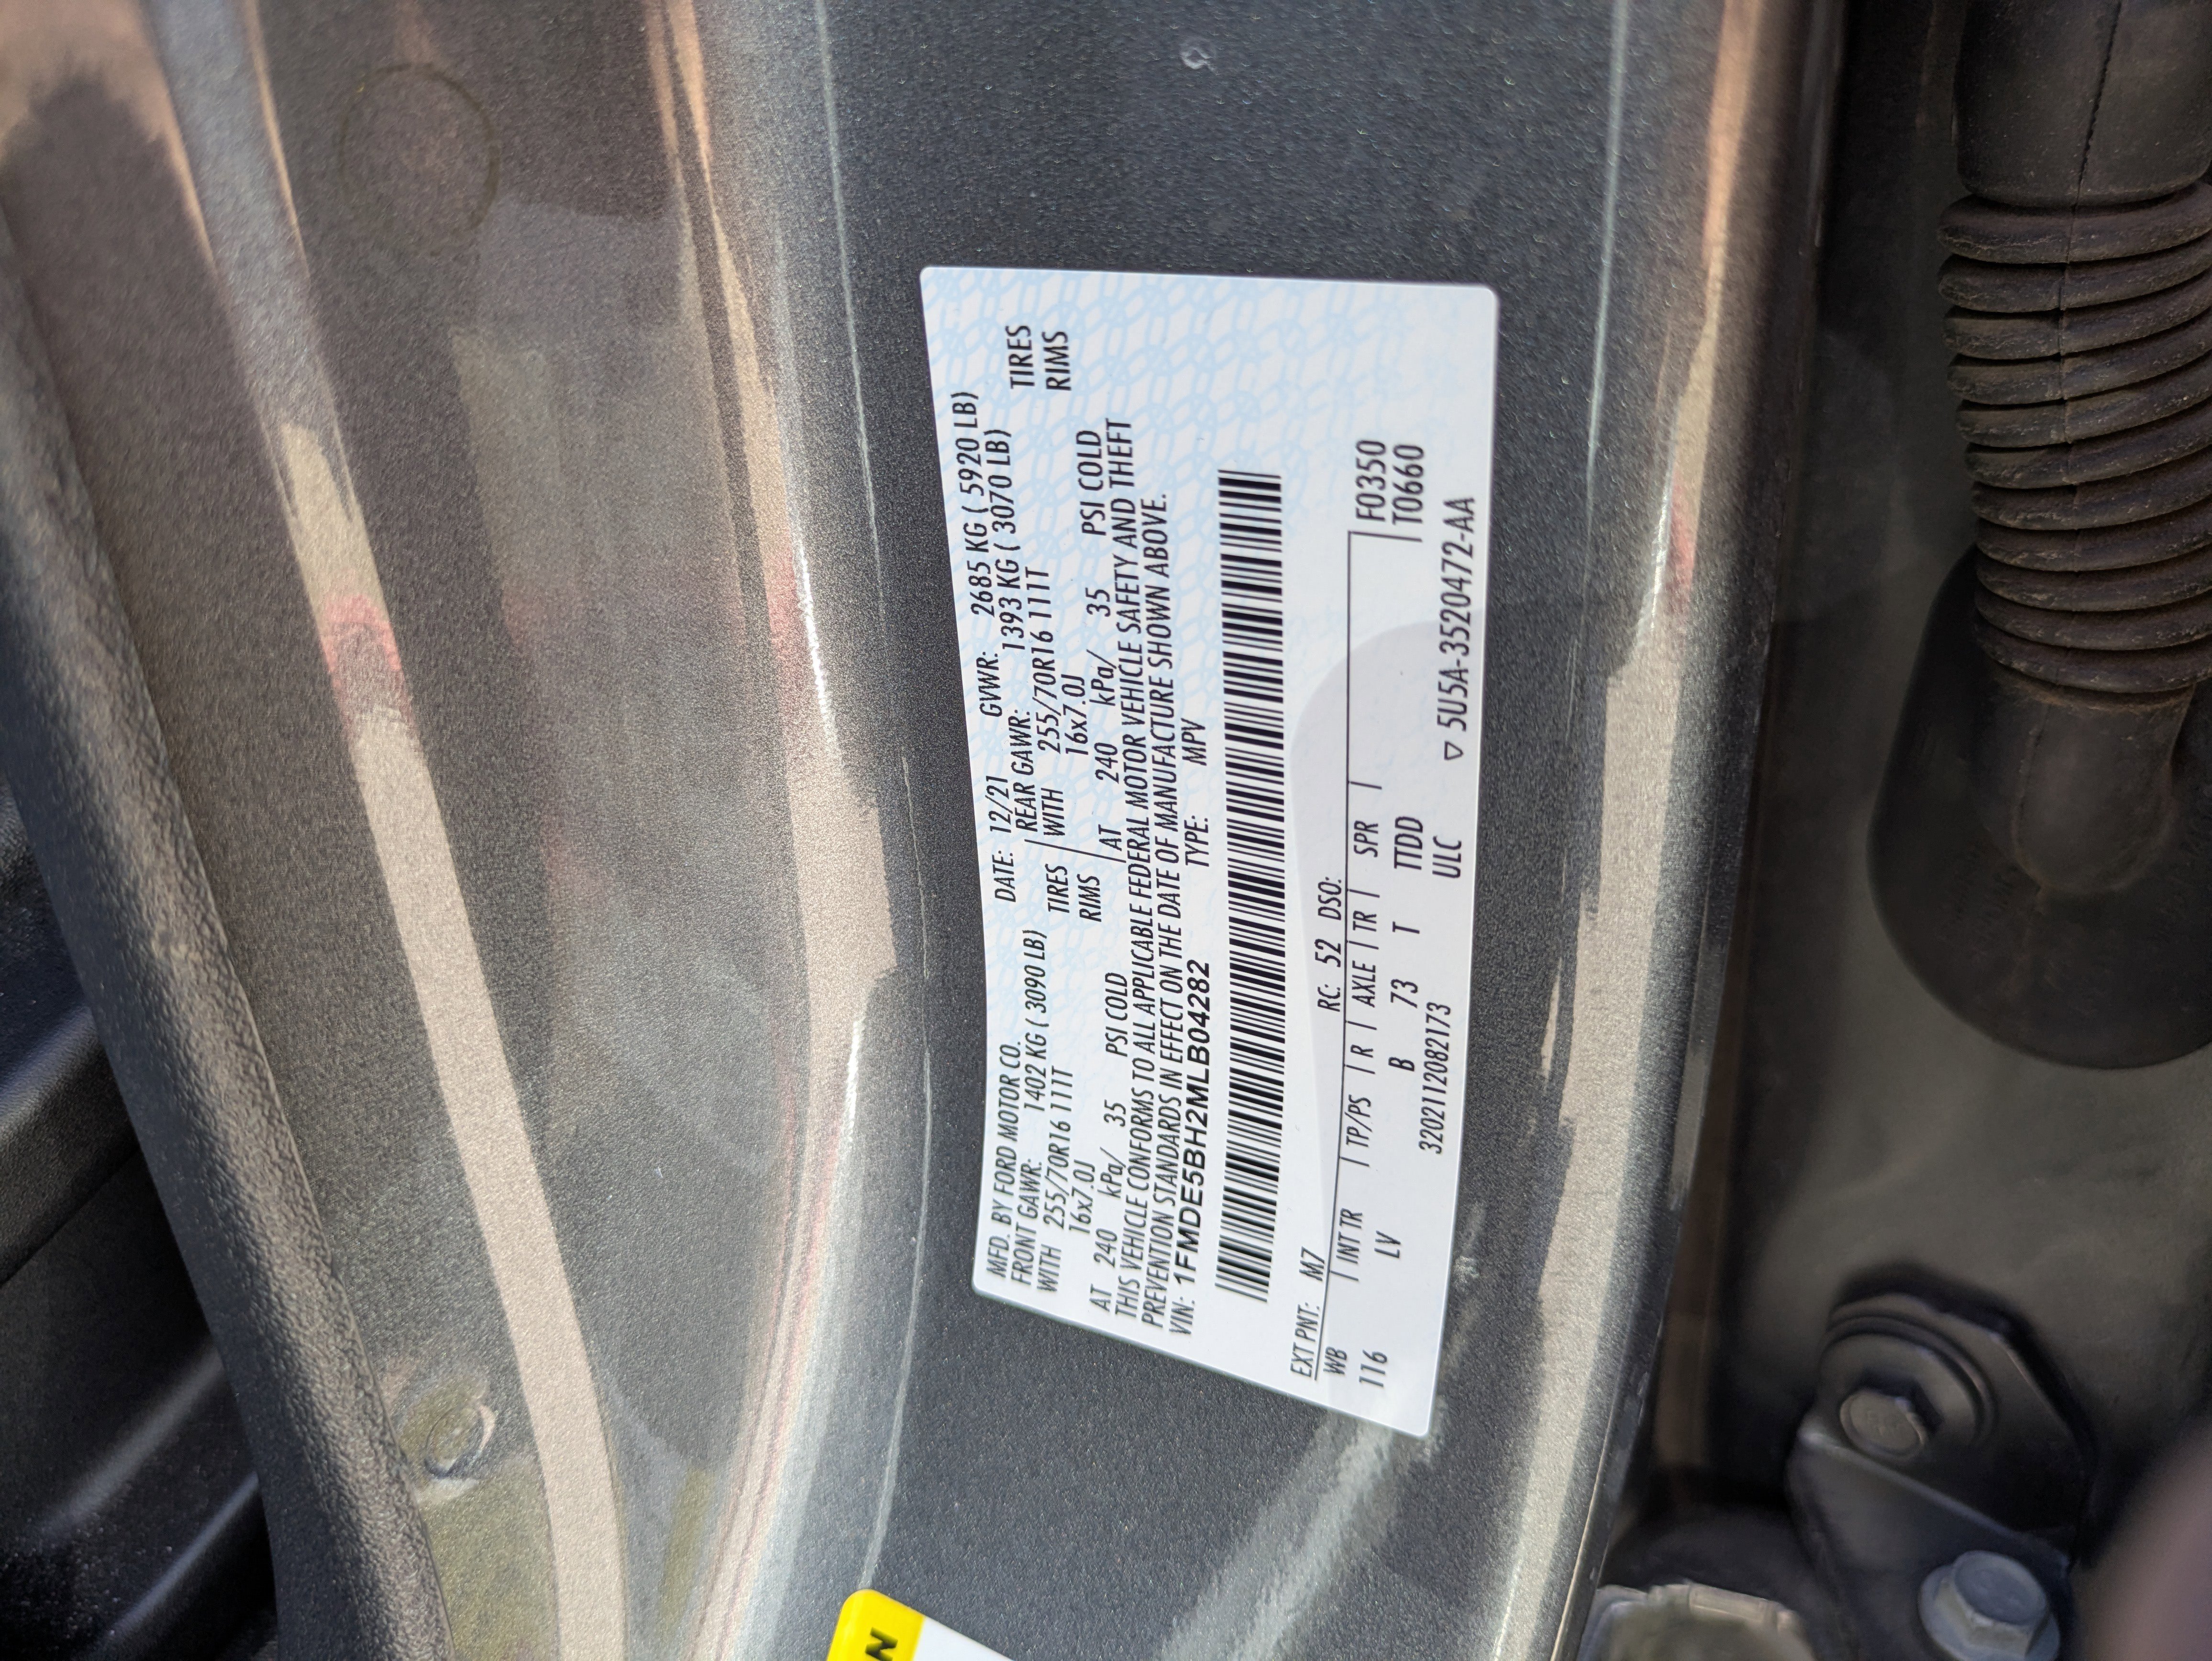 MFD. BY FORD MOTOR CO. DATE: 12/21 GVWR: 2685 KG ( 5920 LB)
FRONT GAWR: 1402 KG ( 3090 LB) REAR GAWR: 1393 KG ( 3070 LB)
WITH 255/70R16 111T TIRES WITH 255/70R16 111T TIRES
16x7.0J RIMS 16x7.0J RIMS
AT 240 kPa/ 35 PSI COLD AT 240 kPa/ 35 PSI COLD
THIS VEHICLE CONFORMS TO ALL APPLICABLE FEDERAL MOTOR VEHICLE SAFETY AND THEFT
PREVENTION STANDARDS IN EFFECT ON THE DATE OF MANUFACTURE SHOWN ABOVE.
VIN: 1FMDE5BH2MLB04282 TYPE: MPV
EXT PNT: M7 RC: 52 DSO:
WB INT TR TP/PS R AXLE TR SPR F0350
116 LV B 73 T TTDD T0660
3202112082173 ULC
▽ 5U5A-3520472-AA
N